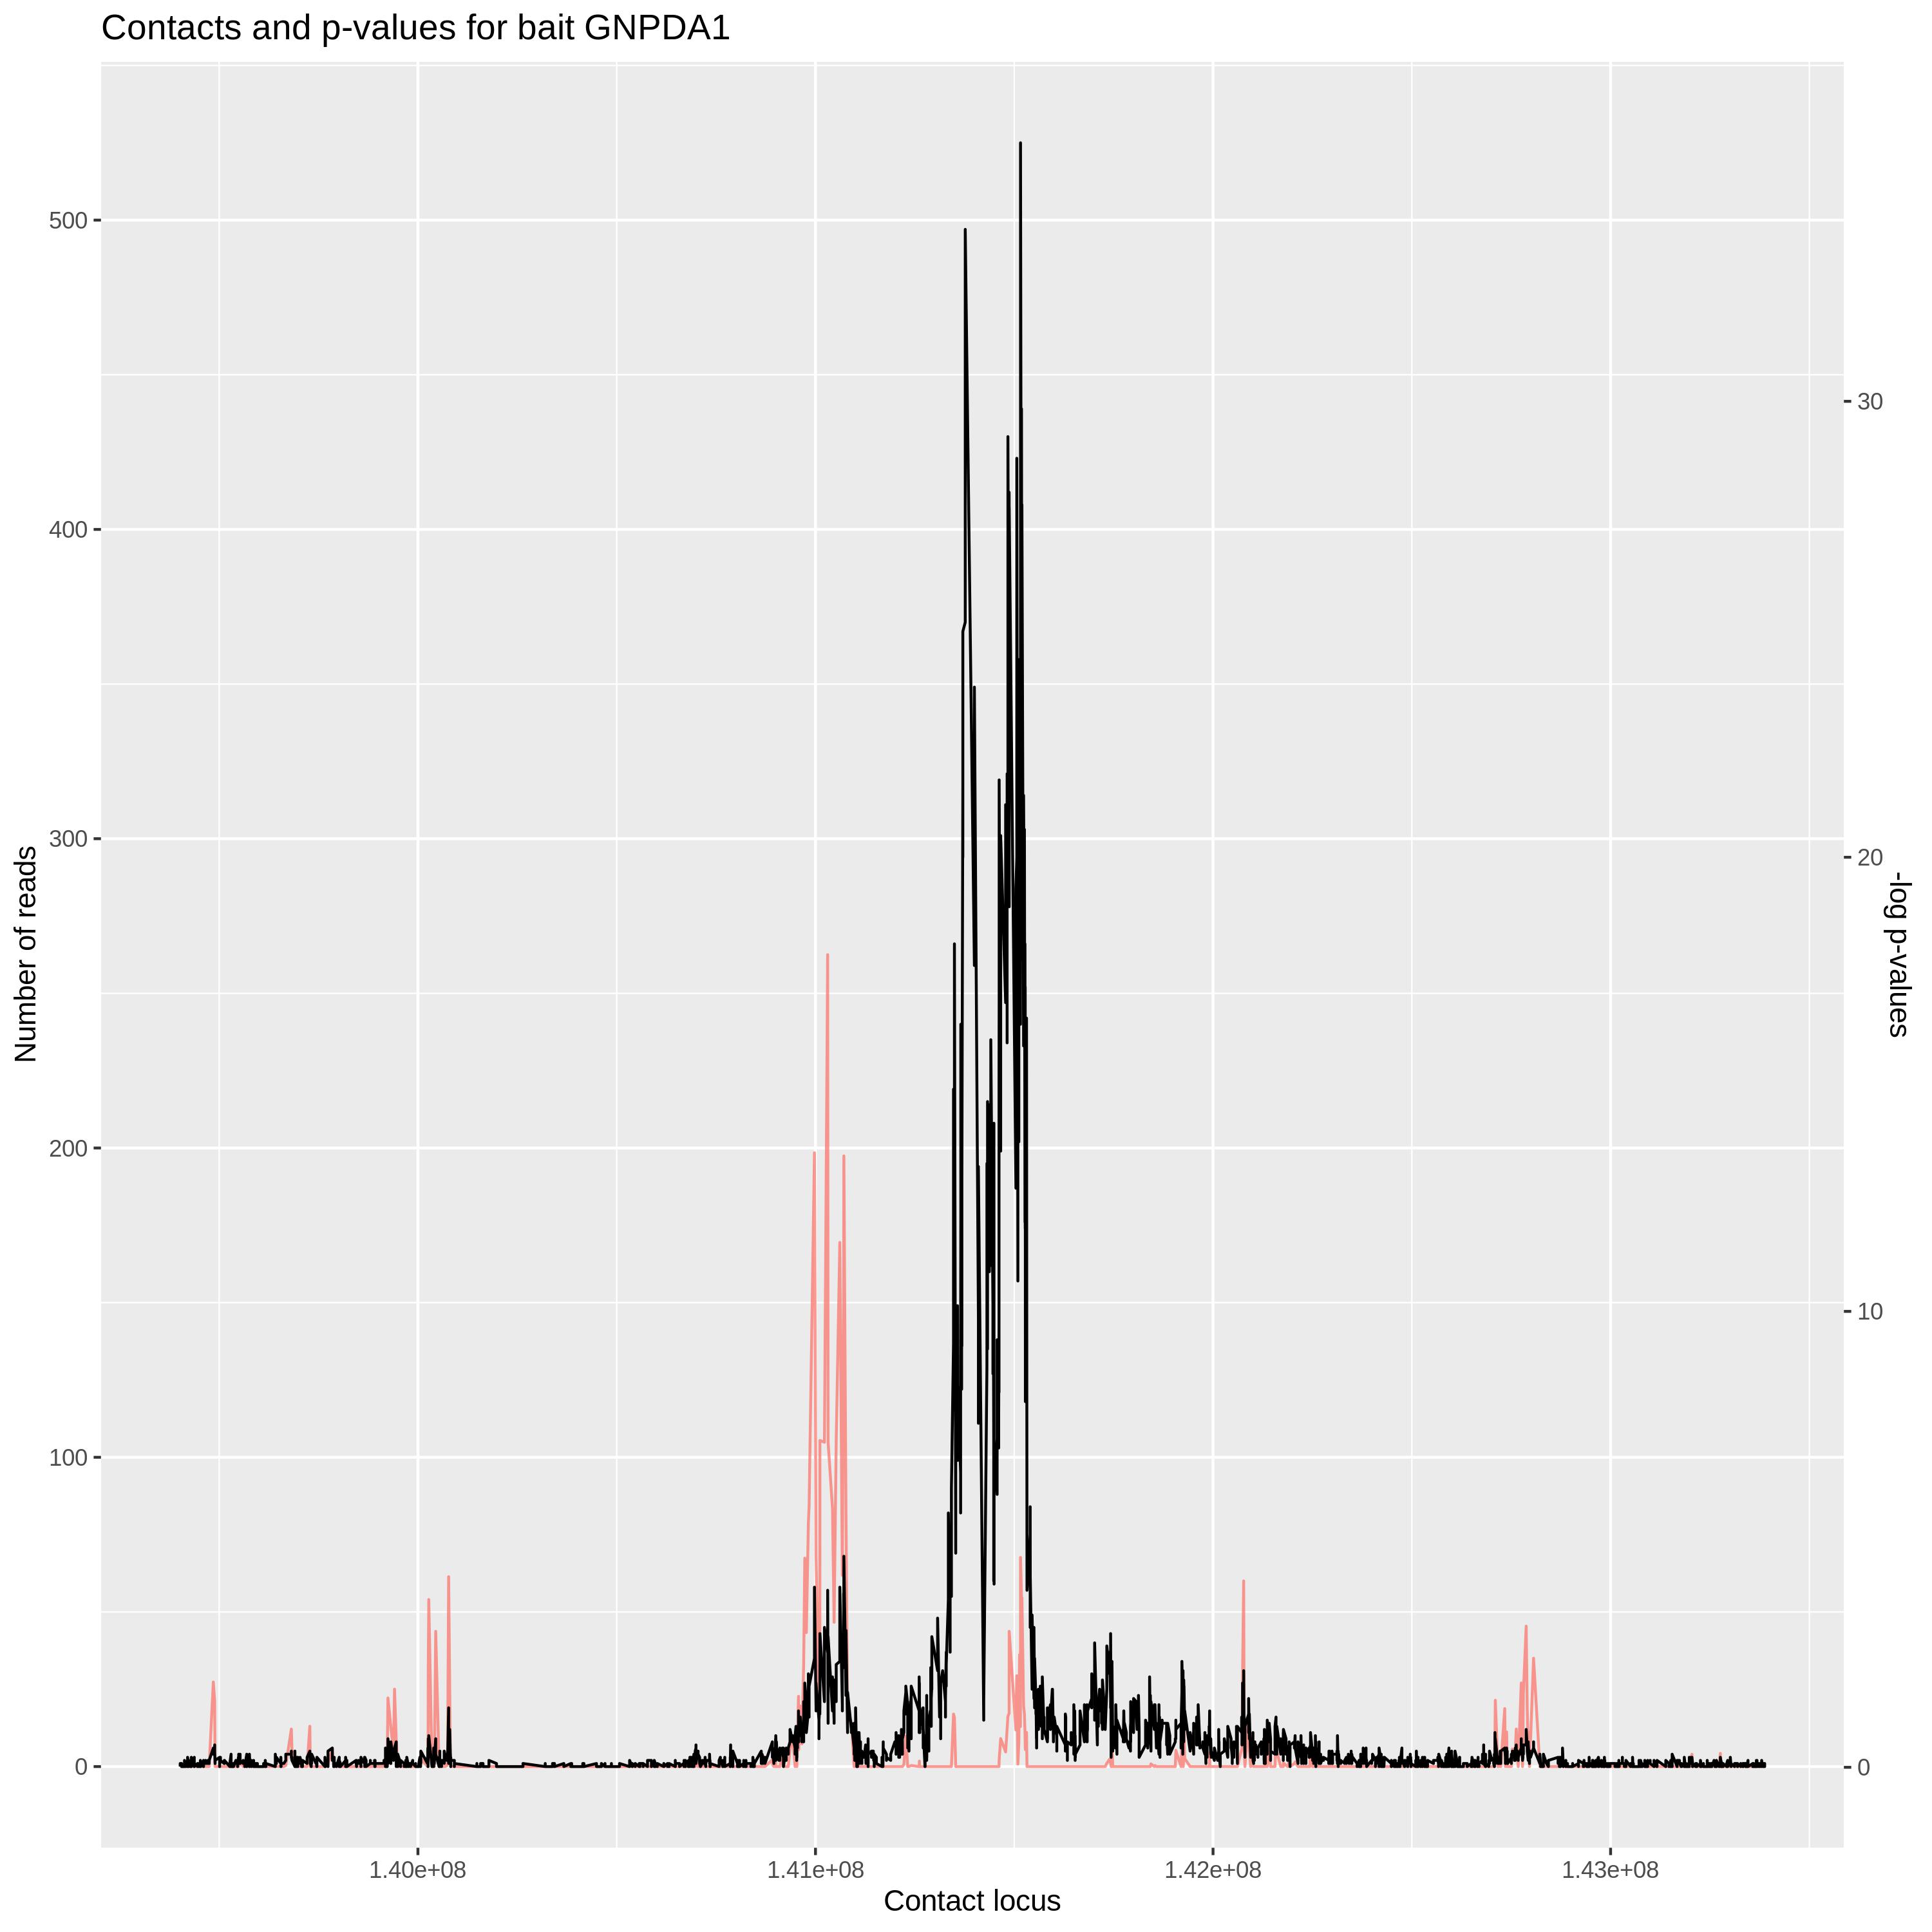 Contacts and p-values for bait GNPDA1
Number of reads
500
400
300
200
100
0
30
20
10
0
-log p-values
1.40e+08 1.41e+08 1.42e+08 1.43e+08
Contact locus